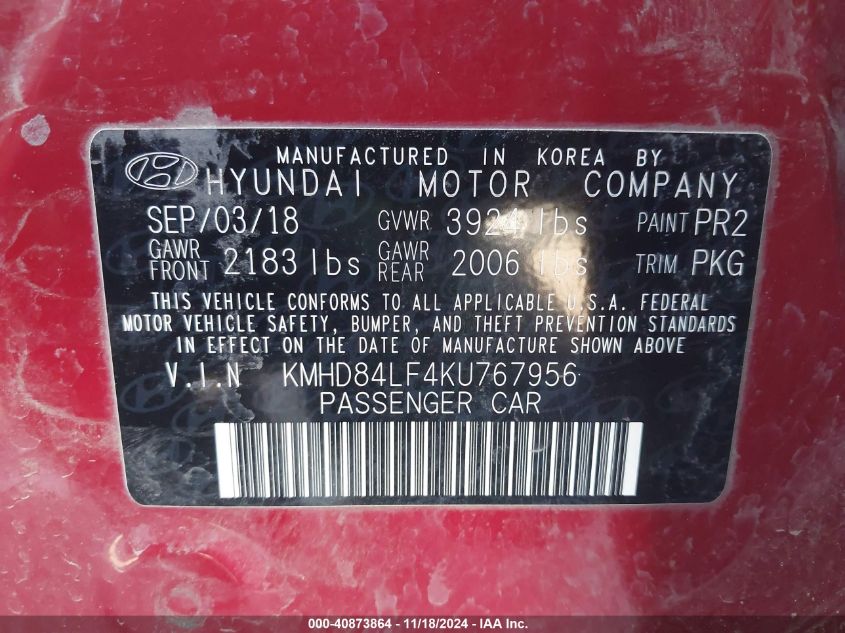 MANUFACTURED IN KOREA BY
HYUNDAI MOTOR COMPANY
SEP/03/18 GVWR 3924 lbs PAINT PR2
GAWR FRONT 2183 lbs GAWR REAR 2006 lbs TRIM PKG
THIS VEHICLE CONFORMS TO ALL APPLICABLE U.S.A. FEDERAL
MOTOR VEHICLE SAFETY, BUMPER, AND THEFT PREVENTION STANDARDS
IN EFFECT ON THE DATE OF MANUFACTURE SHOWN ABOVE
V.I.N KMHD84LF4KU767956
PASSENGER CAR
000-40873864 - 11/18/2024 - IAA Inc.